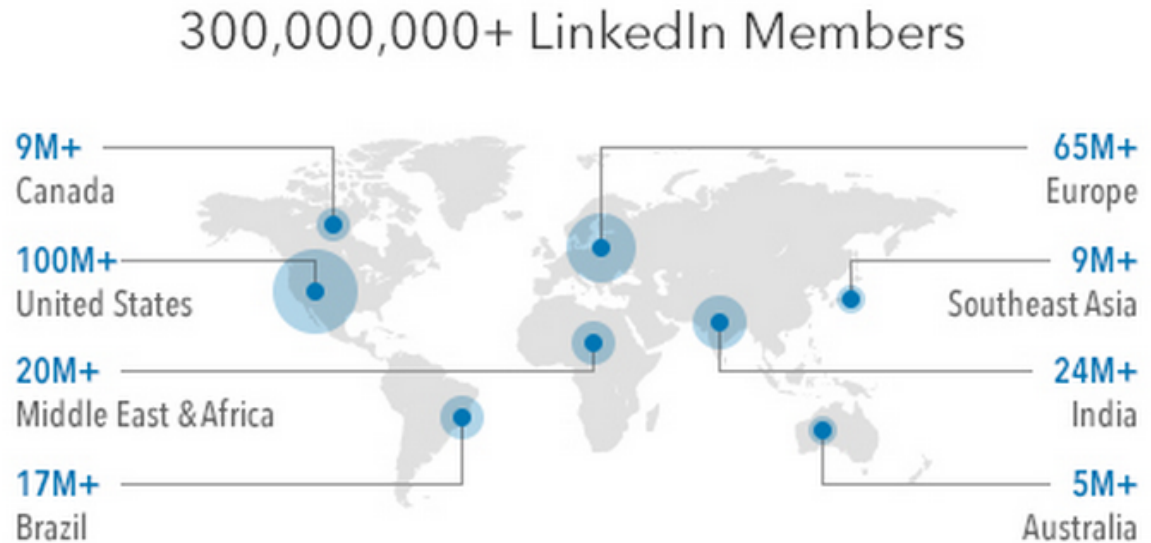 300,000,000+ LinkedIn Members
9M+
Canada
100M+
United States
20M+
Middle East & Africa
17M+
Brazil
65M+
Europe
9M+
Southeast Asia
24M+
India
5M+
Australia